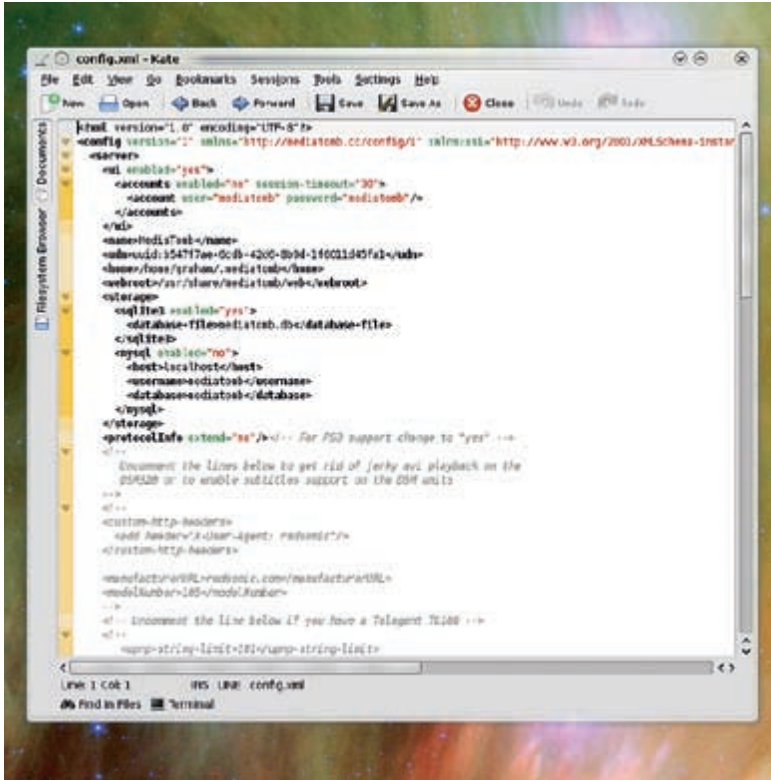 config.xml - Kate
File Edit View Go Bookmarks Sessions Tools Settings Help
New Open Back Forward Save Save As Close Undo Redo
Documents
Filesystem Browser
<?xml version="1.0" encoding="UTF-8"?>
<config version="1" xmlns="http://mediatomb.cc/config/1" xmlns:xsi="http://www.w3.org/2001/XMLSchema-instan
<server>
<ui enabled="yes">
<accounts enabled="no" session-timeout="30">
<account user="mediatomb" password="mediatomb"/>
</accounts>
</ui>
<name>MediaTomb</name>
<home>/home/graham/.mediatomb</home>
<webroot>/usr/share/mediatomb/web</webroot>
<storage>
<sqlite3 enabled="yes">
<database-file>mediatomb.db</database-file>
</sqlite3>
<mysql enabled="no">
<host>localhost</host>
<username>mediatomb</username>
<database>mediatomb</database>
</mysql>
</storage>
<protocolInfo extend="no"/><!-- For PS3 support change to "yes" -->
<!--
Uncomment the lines below to get rid of jerky avi playback on the
DSM320 or to enable subtitles support on the DSM units
-->
<!--
<custom-http-headers>
<add header="X-User-Agent: redsonic"/>
</custom-http-headers>
<manufacturerURL>redsonic.com</manufacturerURL>
<modelNumber>105</modelNumber>
-->
<!-- Uncomment the line below if you have a Telegent TG100 -->
<!--
<upnp-string-limit>101</upnp-string-limit>
Line: 1 Col: 1 INS LINE config.xml
Find in Files Terminal